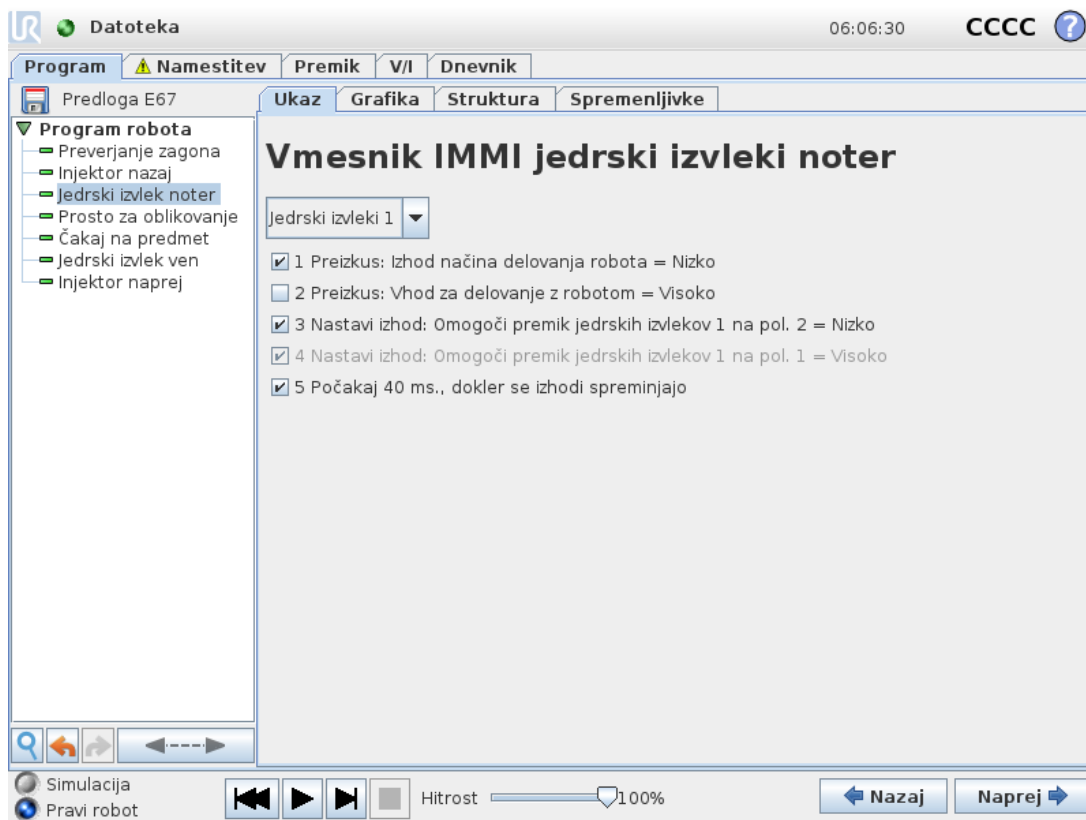 UR Datoteka 06:06:30 CCCC ?
Program Namestitev Premik V/I Dnevnik
Predloga E67
Ukaz Grafika Struktura Spremenljivke
Program robota
Preverjanje zagona
Injektor nazaj
Jedrski izvlek noter
Prosto za oblikovanje
Čakaj na predmet
Jedrski izvlek ven
Injektor naprej
Vmesnik IMMI jedrski izvleki noter
Jedrski izvleki 1
1 Preizkus: Izhod načina delovanja robota = Nizko
2 Preizkus: Vhod za delovanje z robotom = Visoko
3 Nastavi izhod: Omogoči premik jedrskih izvlekov 1 na pol. 2 = Nizko
4 Nastavi izhod: Omogoči premik jedrskih izvlekov 1 na pol. 1 = Visoko
5 Počakaj 40 ms., dokler se izhodi spreminjajo
Simulacija
Pravi robot
Hitrost 100%
Nazaj
Naprej